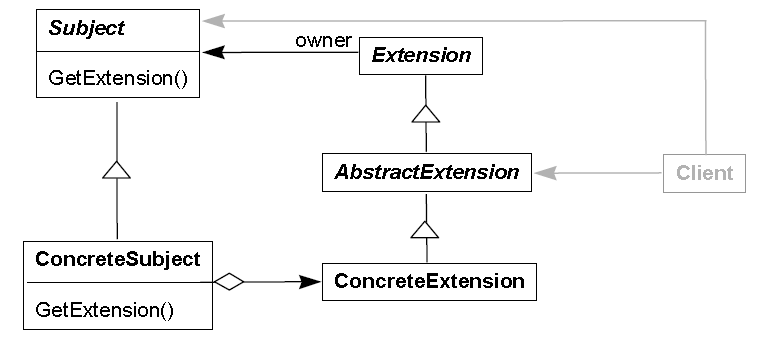 Subject
GetExtension()
owner
Extension
AbstractExtension
Client
ConcreteSubject
GetExtension()
ConcreteExtension